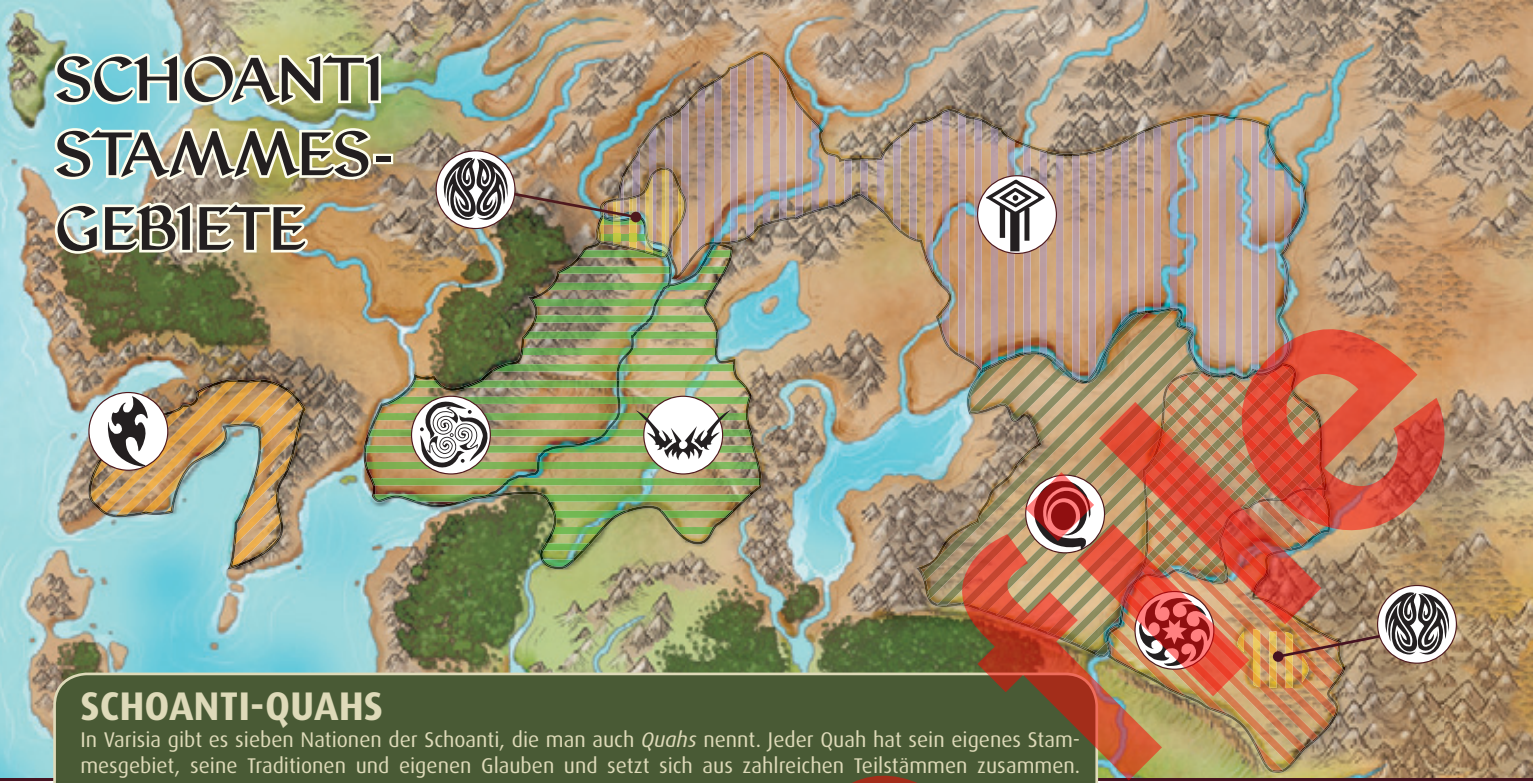 SCHOANTI
STAMMES-
GEBIETE
SCHOANTI-QUAHS
In Varisia gibt es sieben Nationen der Schoanti, die man auch Quahs nennt. Jeder Quah hat sein eigenes Stam-
mesgebiet, seine Traditionen und eigenen Glauben und setzt sich aus zahlreichen Teilstämmen zusammen.
file